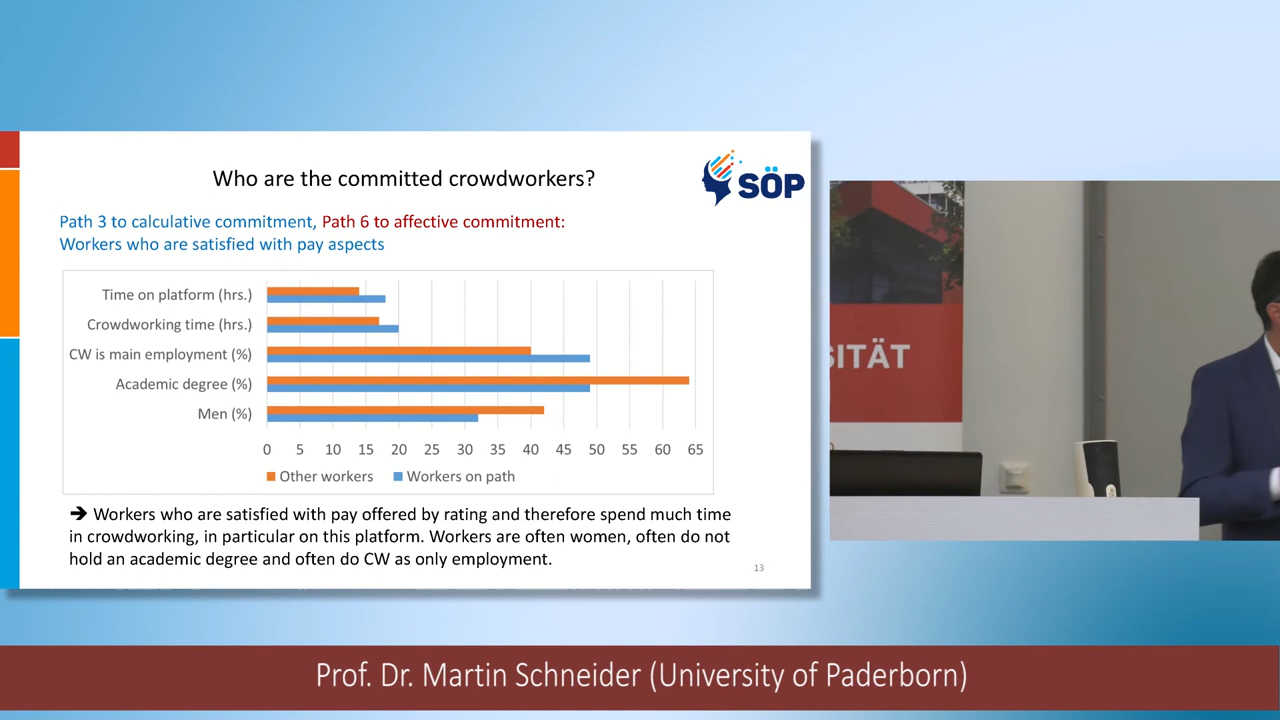 Who are the committed crowdworkers?
SÖP
Path 3 to calculative commitment, Path 6 to affective commitment:
Workers who are satisfied with pay aspects
Time on platform (hrs.)
Crowdworking time (hrs.)
CW is main employment (%)
Academic degree (%)
Men (%)
0 5 10 15 20 25 30 35 40 45 50 55 60 65
Other workers Workers on path
➔ Workers who are satisfied with pay offered by rating and therefore spend much time
in crowdworking, in particular on this platform. Workers are often women, often do not
hold an academic degree and often do CW as only employment.
13
SITÄT
Prof. Dr. Martin Schneider (University of Paderborn)